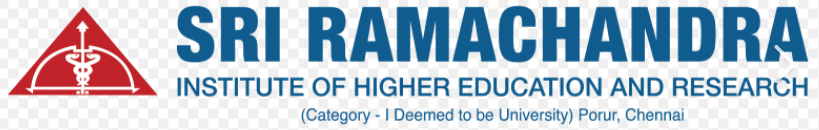 SRI RAMACHANDRA
INSTITUTE OF HIGHER EDUCATION AND RESEARCH
(Category - I Deemed to be University) Porur, Chennai